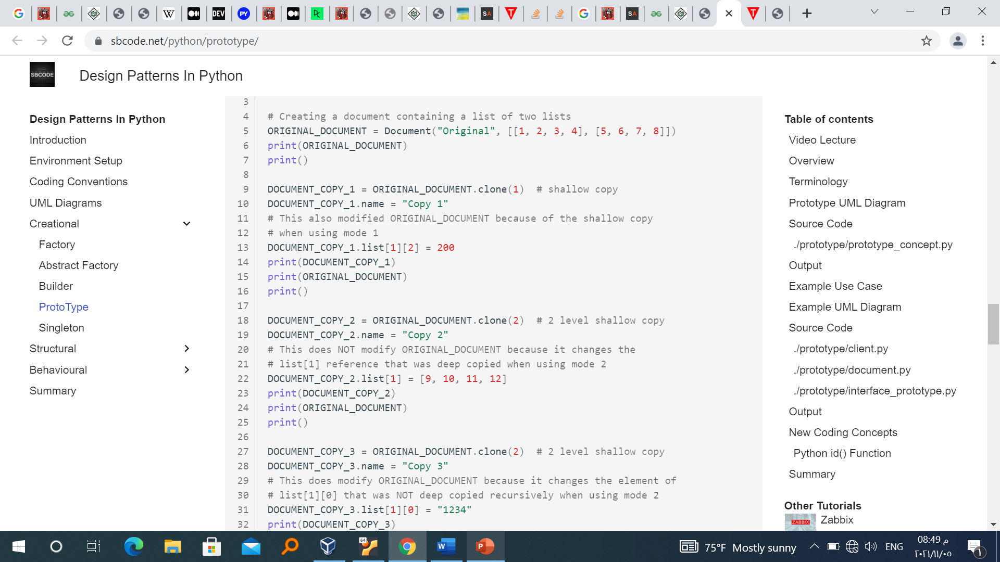 sbcode.net/python/prototype/
SBCODE
Design Patterns In Python
Design Patterns In Python
Introduction
Environment Setup
Coding Conventions
UML Diagrams
Creational
Factory
Abstract Factory
Builder
ProtoType
Singleton
Structural
Behavioural
Summary
3
4 # Creating a document containing a list of two lists
5 ORIGINAL_DOCUMENT = Document("Original", [[1, 2, 3, 4], [5, 6, 7, 8]])
6 print(ORIGINAL_DOCUMENT)
7 print()
8
9 DOCUMENT_COPY_1 = ORIGINAL_DOCUMENT.clone(1)  # shallow copy
10 DOCUMENT_COPY_1.name = "Copy 1"
11 # This also modified ORIGINAL_DOCUMENT because of the shallow copy
12 # when using mode 1
13 DOCUMENT_COPY_1.list[1][2] = 200
14 print(DOCUMENT_COPY_1)
15 print(ORIGINAL_DOCUMENT)
16 print()
17
18 DOCUMENT_COPY_2 = ORIGINAL_DOCUMENT.clone(2)  # 2 level shallow copy
19 DOCUMENT_COPY_2.name = "Copy 2"
20 # This does NOT modify ORIGINAL_DOCUMENT because it changes the
21 # list[1] reference that was deep copied when using mode 2
22 DOCUMENT_COPY_2.list[1] = [9, 10, 11, 12]
23 print(DOCUMENT_COPY_2)
24 print(ORIGINAL_DOCUMENT)
25 print()
26
27 DOCUMENT_COPY_3 = ORIGINAL_DOCUMENT.clone(2)  # 2 level shallow copy
28 DOCUMENT_COPY_3.name = "Copy 3"
29 # This does modify ORIGINAL_DOCUMENT because it changes the element of
30 # list[1][0] that was NOT deep copied recursively when using mode 2
31 DOCUMENT_COPY_3.list[1][0] = "1234"
32 print(DOCUMENT_COPY_3)
Table of contents
Video Lecture
Overview
Terminology
Prototype UML Diagram
Source Code
./prototype/prototype_concept.py
Output
Example Use Case
Example UML Diagram
Source Code
./prototype/client.py
./prototype/document.py
./prototype/interface_prototype.py
Output
New Coding Concepts
Python id() Function
Summary
Other Tutorials
ZABBIX
Zabbix
75°F Mostly sunny
ENG
08:49 م
٢٠٢١/١١/٠٥
١